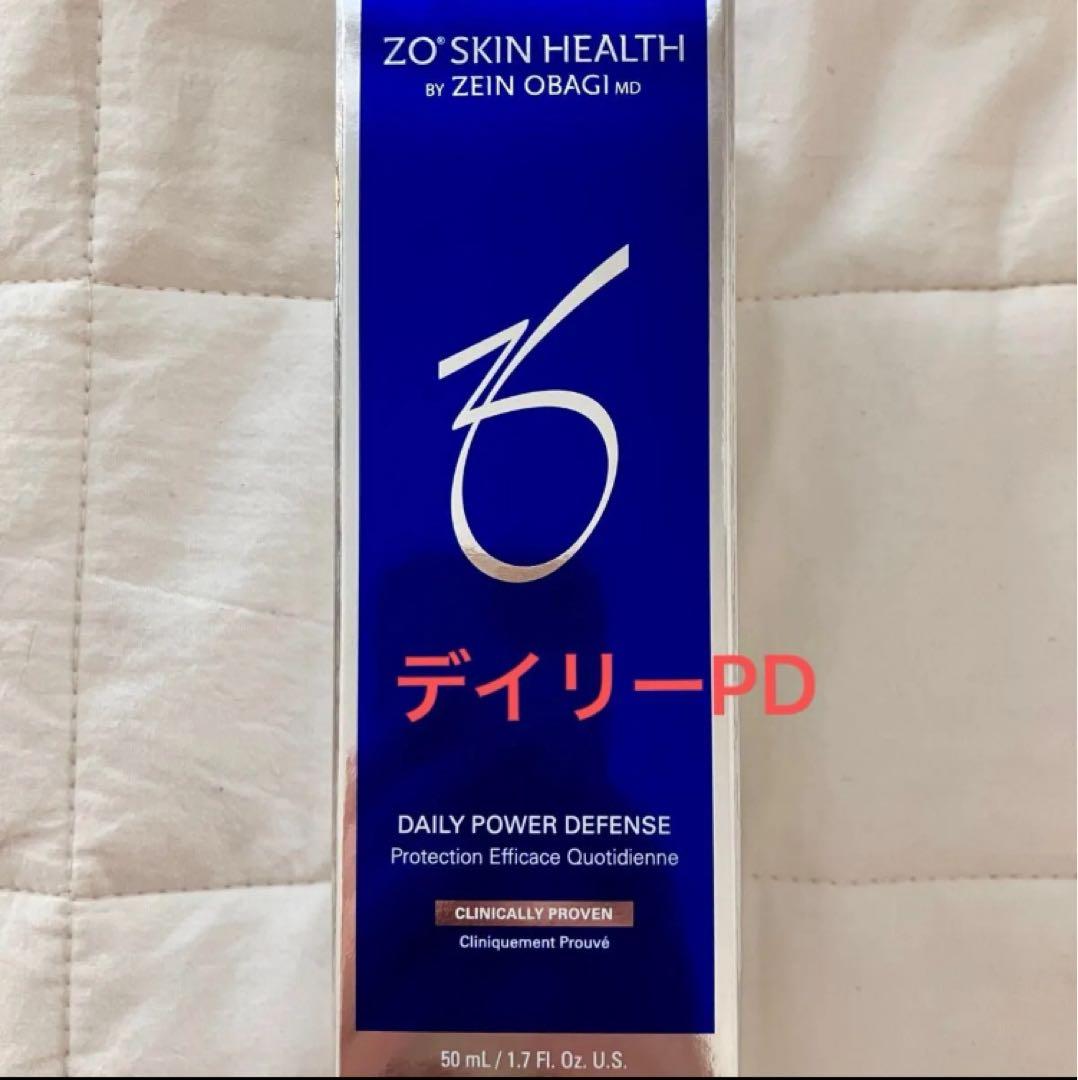 ZO® SKIN HEALTH
BY ZEIN OBAGI MD
デイリーPD
DAILY POWER DEFENSE
Protection Efficace Quotidienne
CLINICALLY PROVEN
Cliniquement Prouvé
50 mL / 1.7 Fl. Oz. U.S.